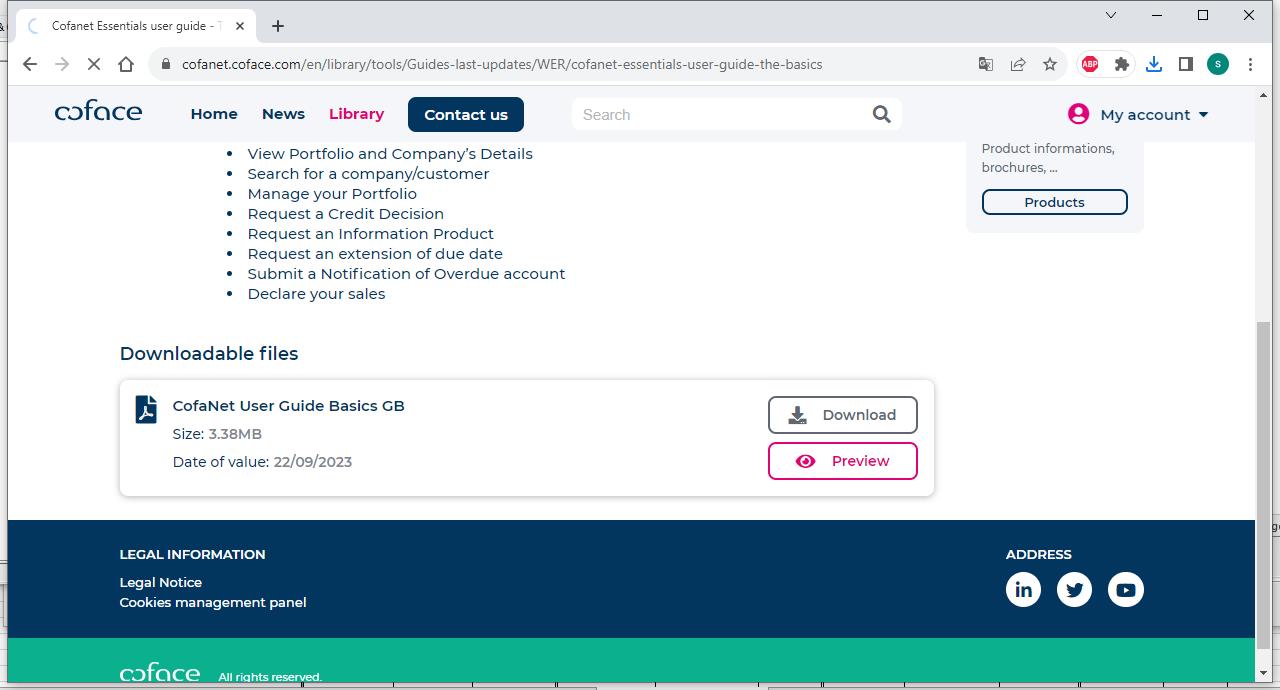 Cofanet Essentials user guide - T
cofanet.coface.com/en/library/tools/Guides-last-updates/WER/cofanet-essentials-user-guide-the-basics
ABP
S
coface
Home News Library Contact us Search My account
View Portfolio and Company's Details
Search for a company/customer
Manage your Portfolio
Request a Credit Decision
Request an Information Product
Request an extension of due date
Submit a Notification of Overdue account
Declare your sales
Product informations,
brochures, ...
Products
Downloadable files
CofaNet User Guide Basics GB
Size: 3.38MB
Date of value: 22/09/2023
Download
Preview
LEGAL INFORMATION
Legal Notice
Cookies management panel
ADDRESS
in
coface All rights reserved.